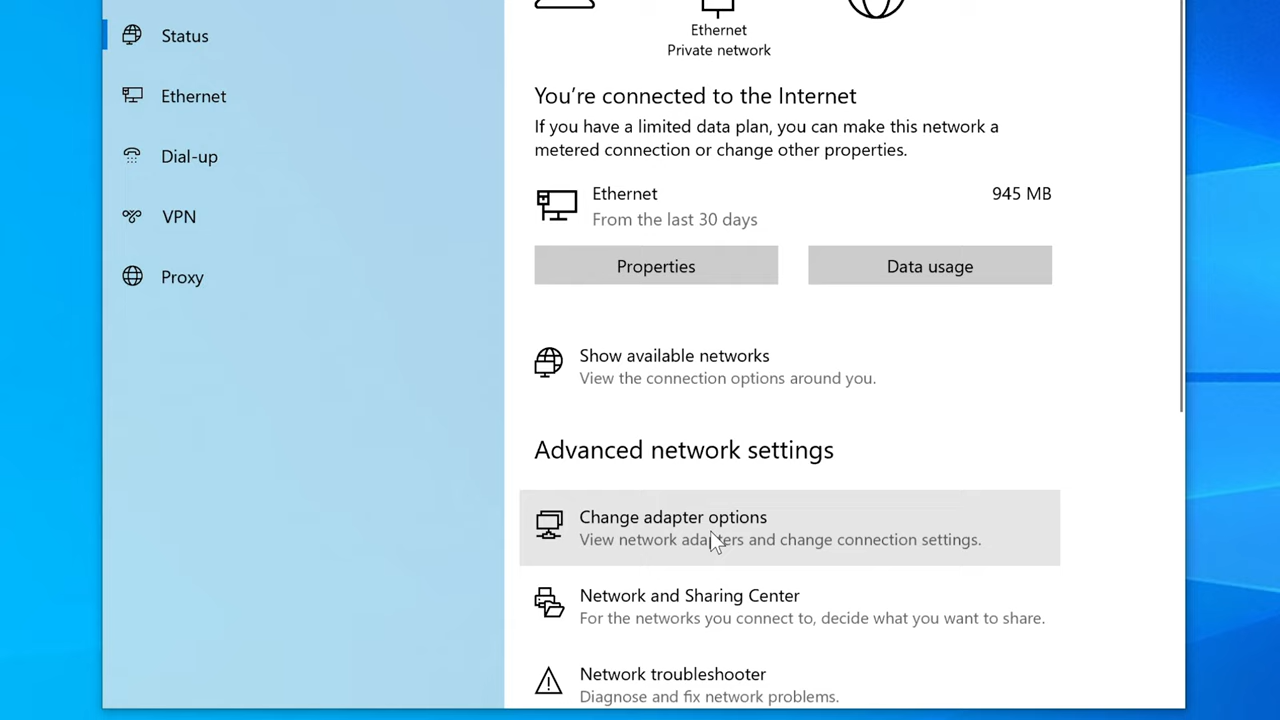 Status
Ethernet
Dial-up
VPN
Proxy
Ethernet
Private network
You’re connected to the Internet
If you have a limited data plan, you can make this network a
metered connection or change other properties.
Ethernet
945 MB
From the last 30 days
Properties
Data usage
Show available networks
View the connection options around you.
Advanced network settings
Change adapter options
View network adapters and change connection settings.
Network and Sharing Center
For the networks you connect to, decide what you want to share.
Network troubleshooter
Diagnose and fix network problems.